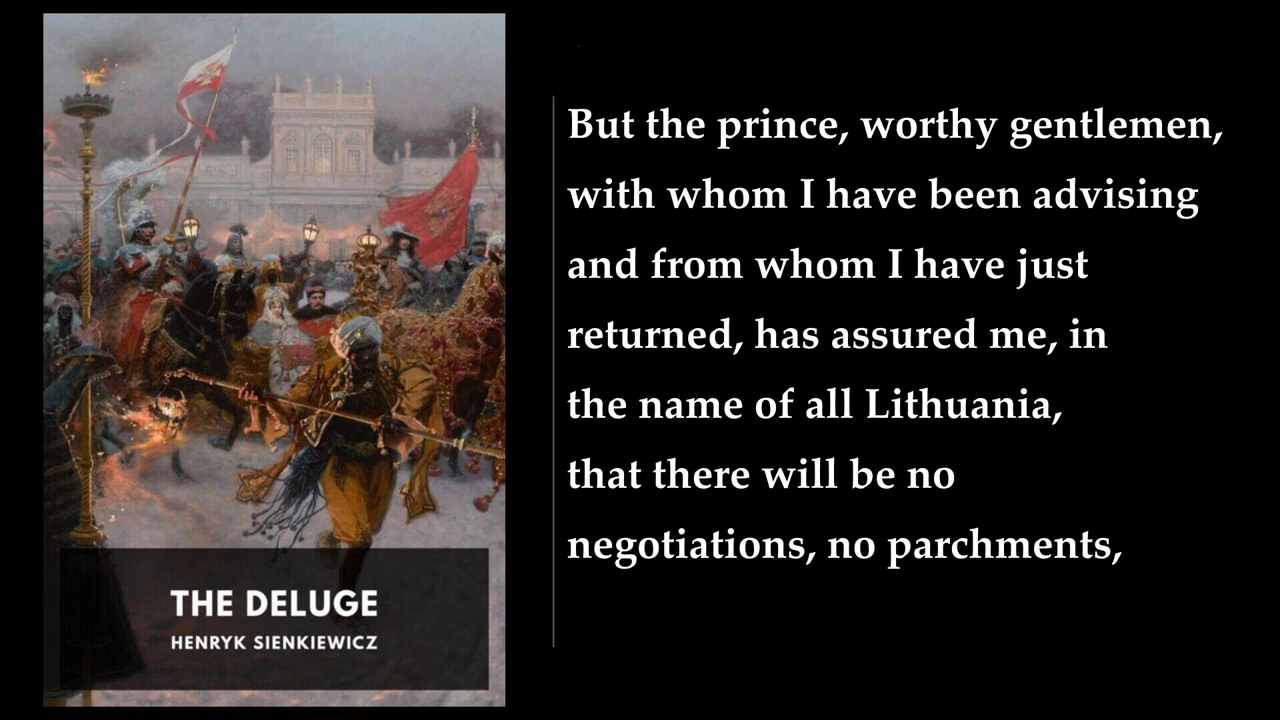 But the prince, worthy gentlemen,
with whom I have been advising
and from whom I have just
returned, has assured me, in
the name of all Lithuania,
that there will be no
negotiations, no parchments,
THE DELUGE
HENRYK SIENKIEWICZ